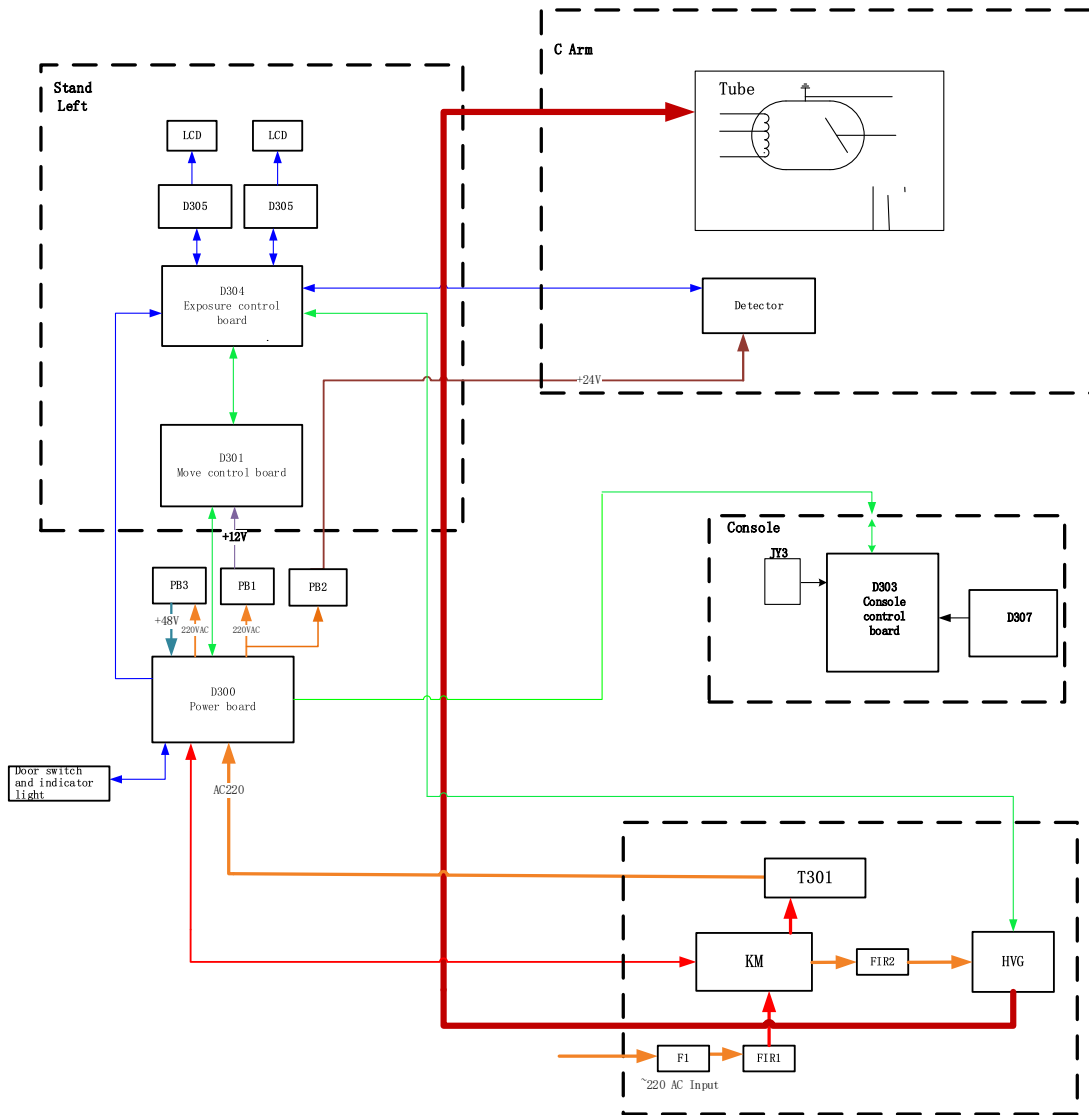 C Arm
Stand
Left
Tube
LCD
LCD
D305
D305
D304
Exposure control
board
Detector
+24V
D301
Move control board
+12V
Console
JY3
D303
Console
control
board
D307
PB3
PB1
PB2
+48V
220VAC
220VAC
D300
Power board
Door switch
and indicator
light
AC220
T301
KM
FIR2
HVG
F1
FIR1
~220 AC Input